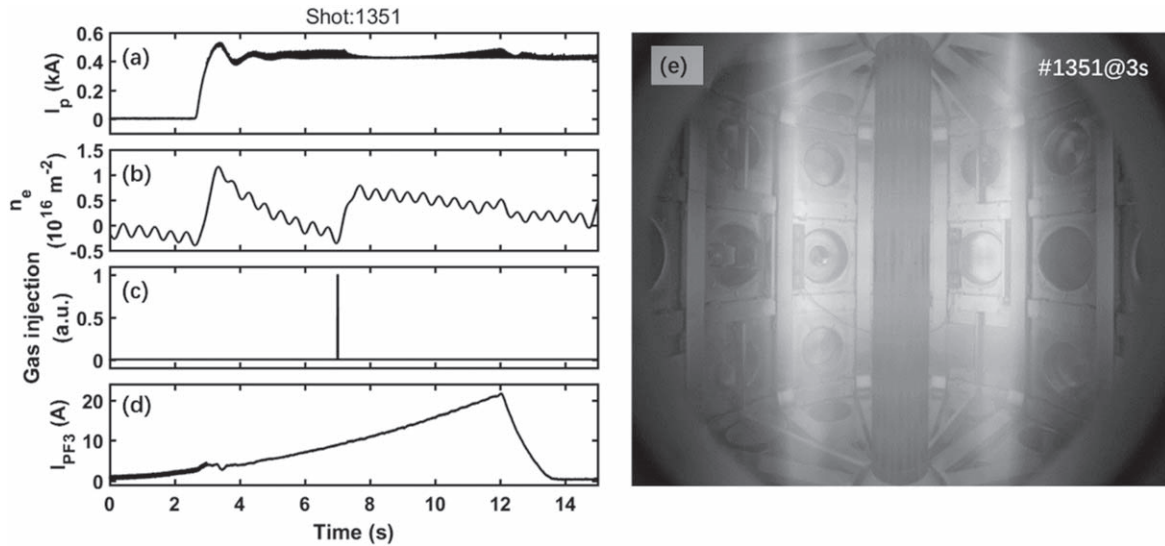 Shot:1351
(a)
I_p (kA)
0.6
0.4
0.2
0
(b)
n_e
(10^16 m^-2)
1.5
1
0.5
0
-0.5
(c)
Gas injection
(a.u.)
1
0.5
0
(d)
I_PF3 (A)
20
10
0
0 2 4 6 8 10 12 14
Time (s)
(e)
#1351@3s